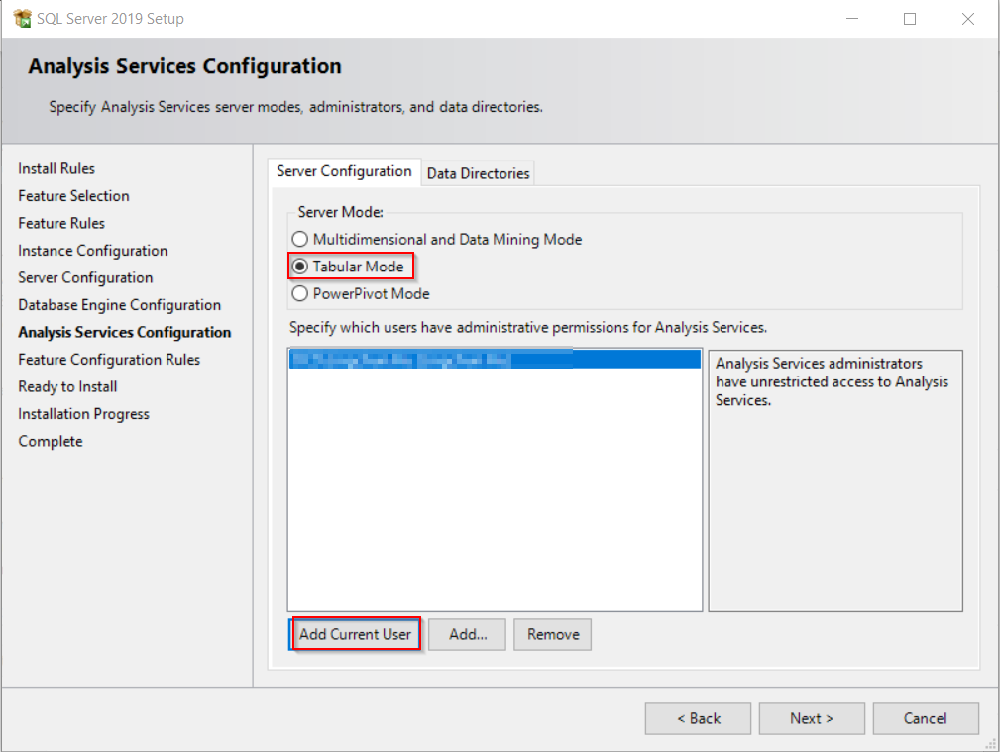 SQL Server 2019 Setup
Analysis Services Configuration
Specify Analysis Services server modes, administrators, and data directories.
Install Rules
Feature Selection
Feature Rules
Instance Configuration
Server Configuration
Database Engine Configuration
Analysis Services Configuration
Feature Configuration Rules
Ready to Install
Installation Progress
Complete
Server Configuration
Data Directories
Server Mode:
Multidimensional and Data Mining Mode
Tabular Mode
PowerPivot Mode
Specify which users have administrative permissions for Analysis Services.
Analysis Services administrators
have unrestricted access to Analysis
Services.
Add Current User
Add...
Remove
< Back
Next >
Cancel